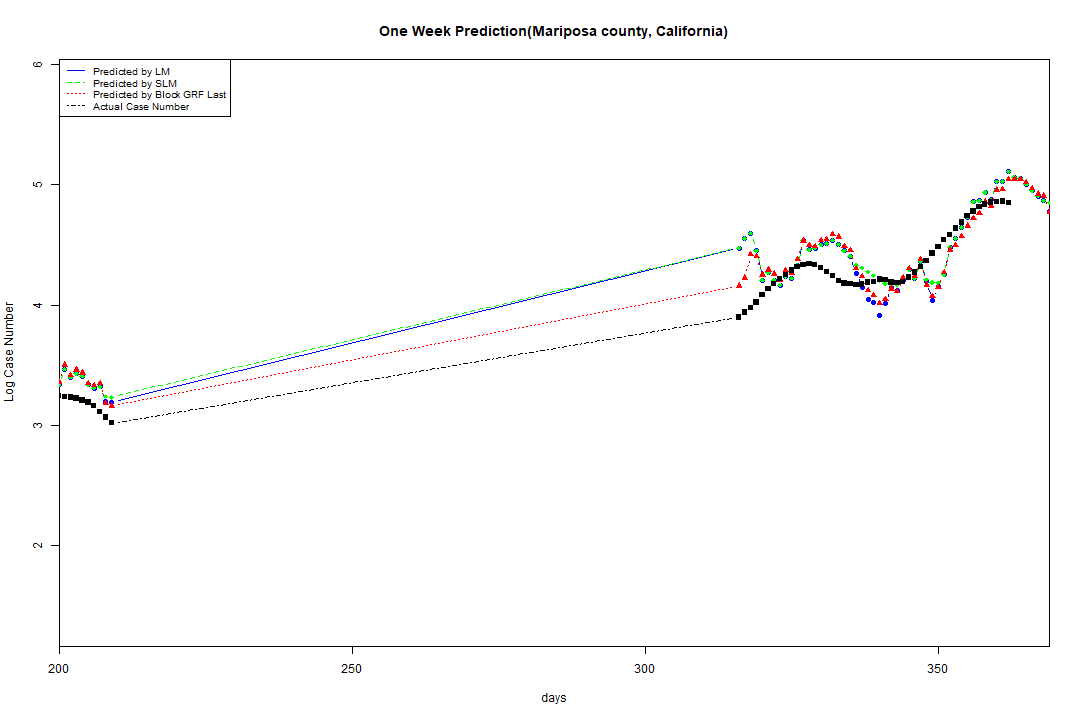 One Week Prediction(Mariposa county, California)
Predicted by LM
Predicted by SLM
Predicted by Block GRF Last
Actual Case Number
6
5
4
3
2
Log Case Number
200
250
300
350
days